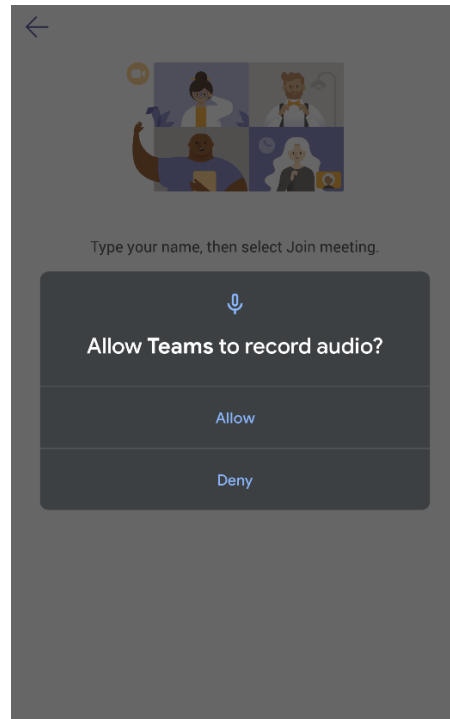 Type your name, then select Join meeting.
Allow Teams to record audio?
Allow
Deny